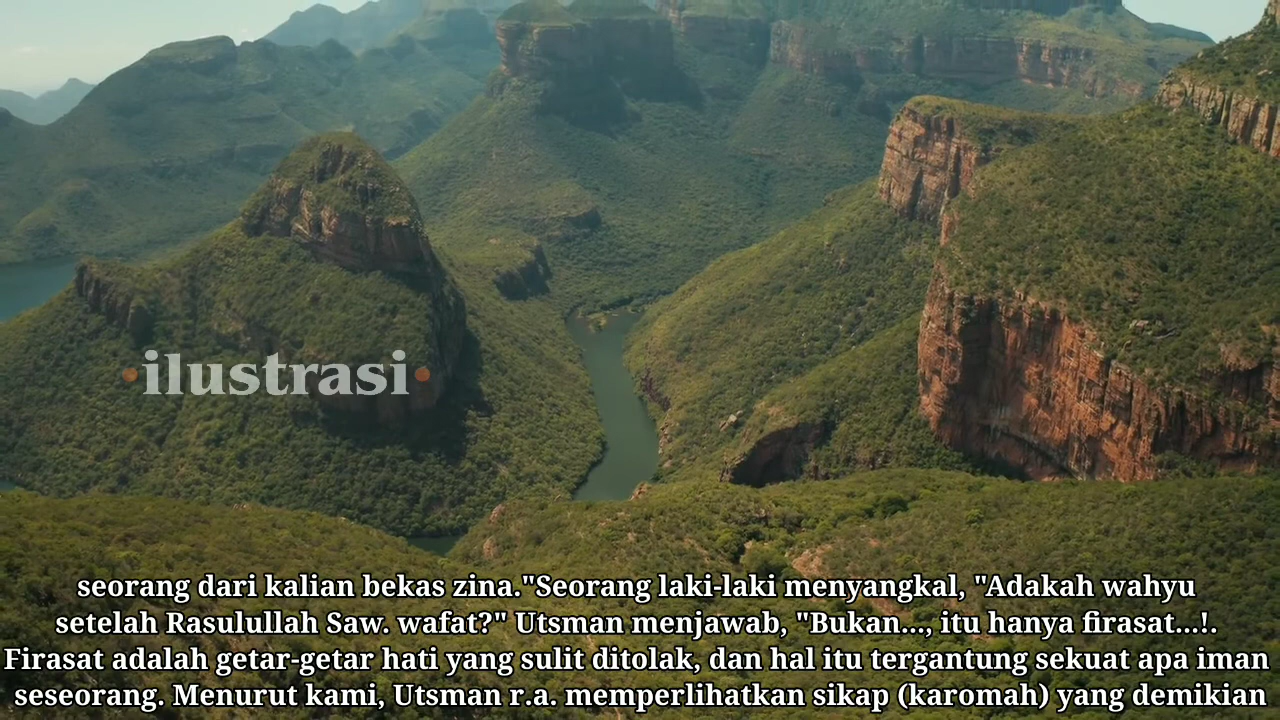 •ilustrasi•
seorang dari kalian bekas zina."Seorang laki-laki menyangkal, "Adakah wahyu
setelah Rasulullah Saw. wafat?" Utsman menjawab, "Bukan..., itu hanya firasat...!.
Firasat adalah getar-getar hati yang sulit ditolak, dan hal itu tergantung sekuat apa iman
seseorang. Menurut kami, Utsman r.a. memperlihatkan sikap (karomah) yang demikian